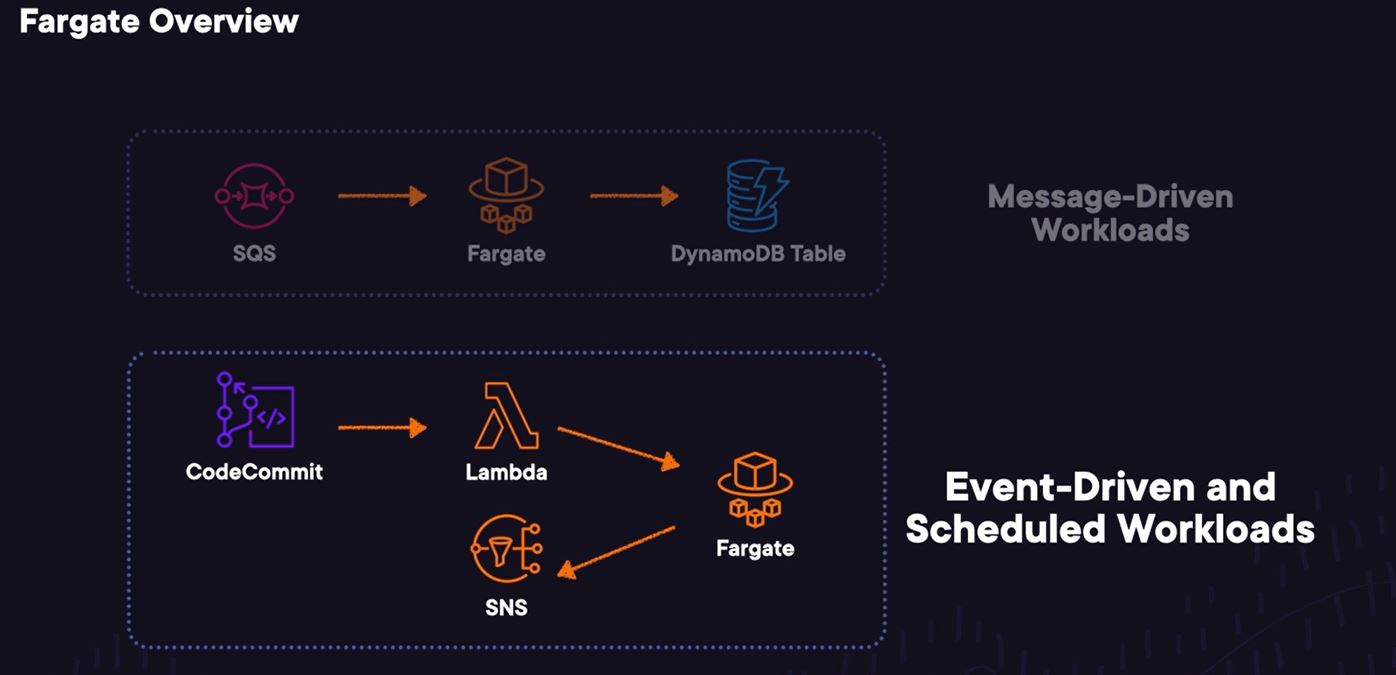 Fargate Overview
SQS
Fargate
DynamoDB Table
Message-Driven
Workloads
CodeCommit
Lambda
Fargate
SNS
Event-Driven and
Scheduled Workloads